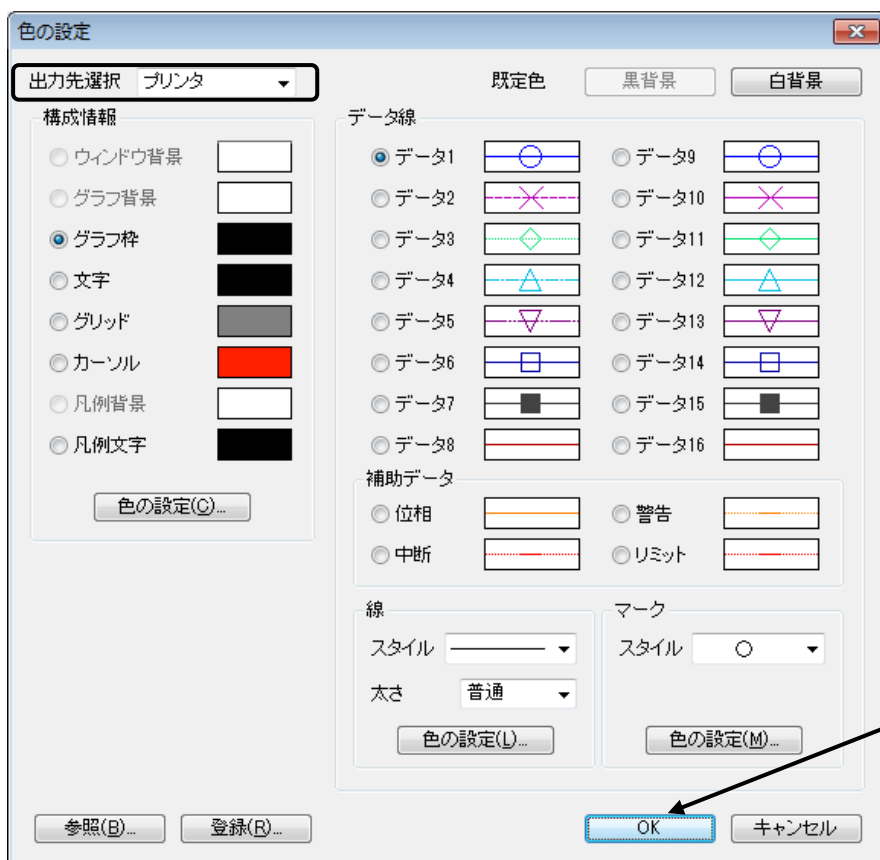 色の設定
出力先選択 プリンタ
既定色 黒背景 白背景
構成情報
ウィンドウ背景
グラフ背景
グラフ枠
文字
グリッド
カーソル
凡例背景
凡例文字
色の設定(C)...
データ線
データ1 データ9
データ2 データ10
データ3 データ11
データ4 データ12
データ5 データ13
データ6 データ14
データ7 データ15
データ8 データ16
補助データ
位相 警告
中断 リミット
線
スタイル
太さ 普通
色の設定(L)...
マーク
スタイル
色の設定(M)...
参照(B)... 登録(R)... OK キャンセル